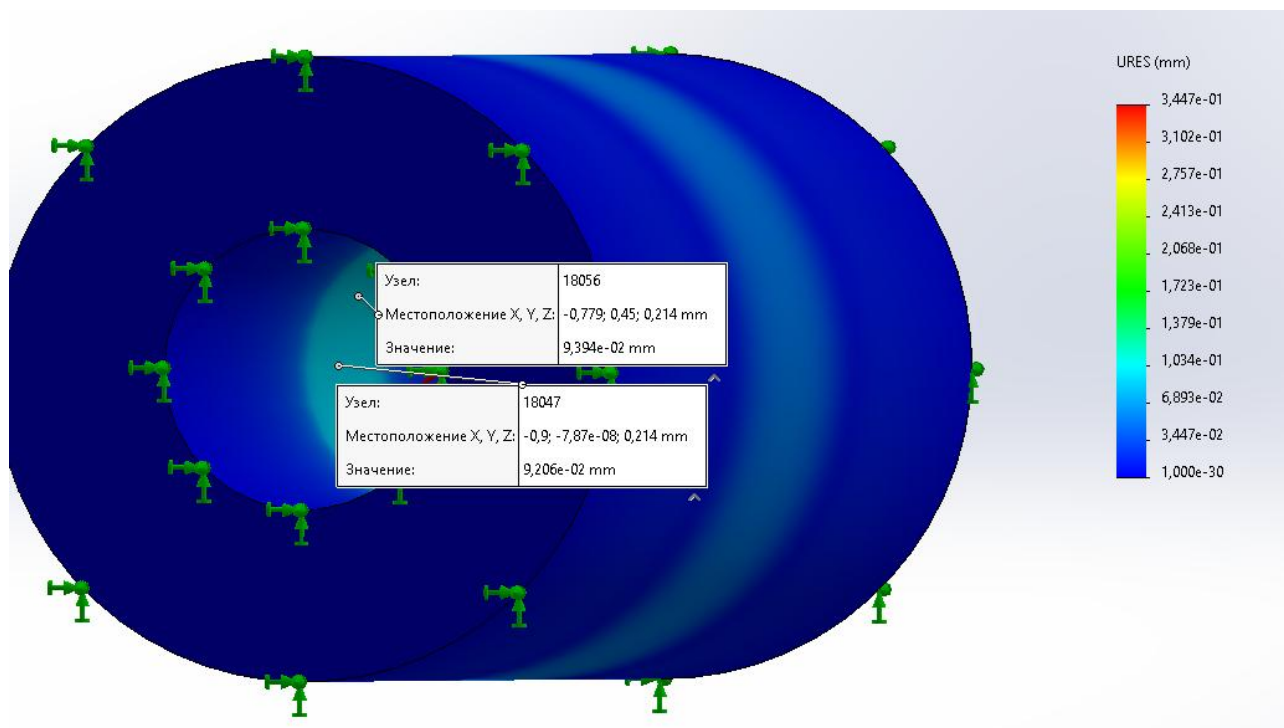 URES (mm)
3,447e-01
3,102e-01
2,757e-01
2,413e-01
2,068e-01
1,723e-01
1,379e-01
1,034e-01
6,893e-02
3,447e-02
1,000e-30
Узел: 18056
Местоположение X, Y, Z: -0,779; 0,45; 0,214 mm
Значение: 9,394e-02 mm
Узел: 18047
Местоположение X, Y, Z: -0,9; -7,87e-08; 0,214 mm
Значение: 9,206e-02 mm